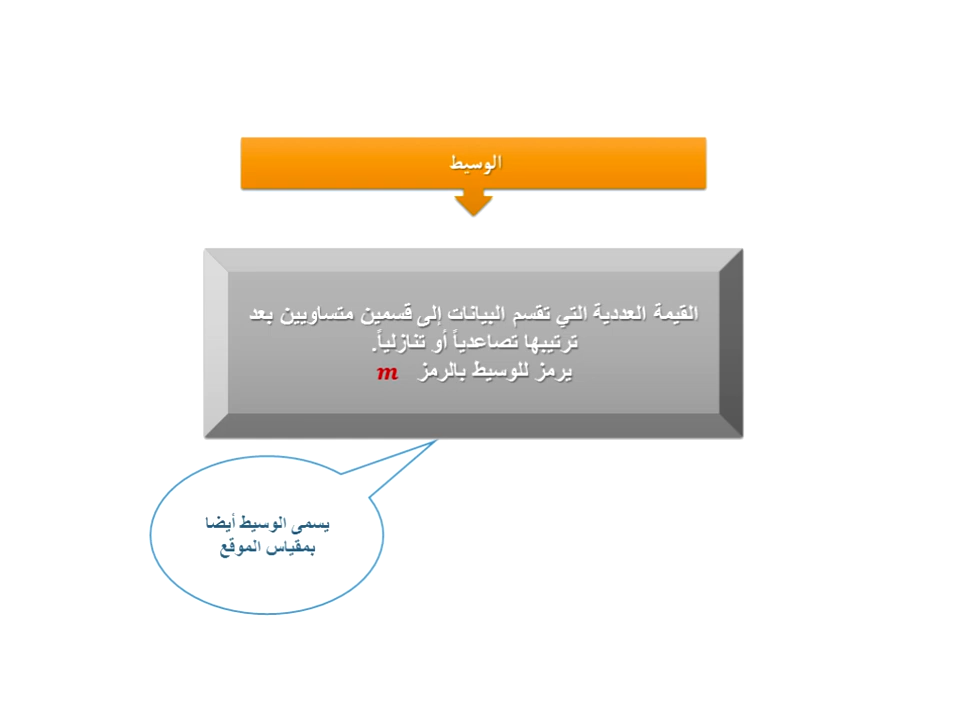 الوسيط
القيمة العددية التي تقسم البيانات إلى قسمين متساويين بعد
ترتيبها تصاعدياً أو تنازلياً.
يرمز للوسيط بالرمز m
يسمى الوسيط أيضا
بمقياس الموقع